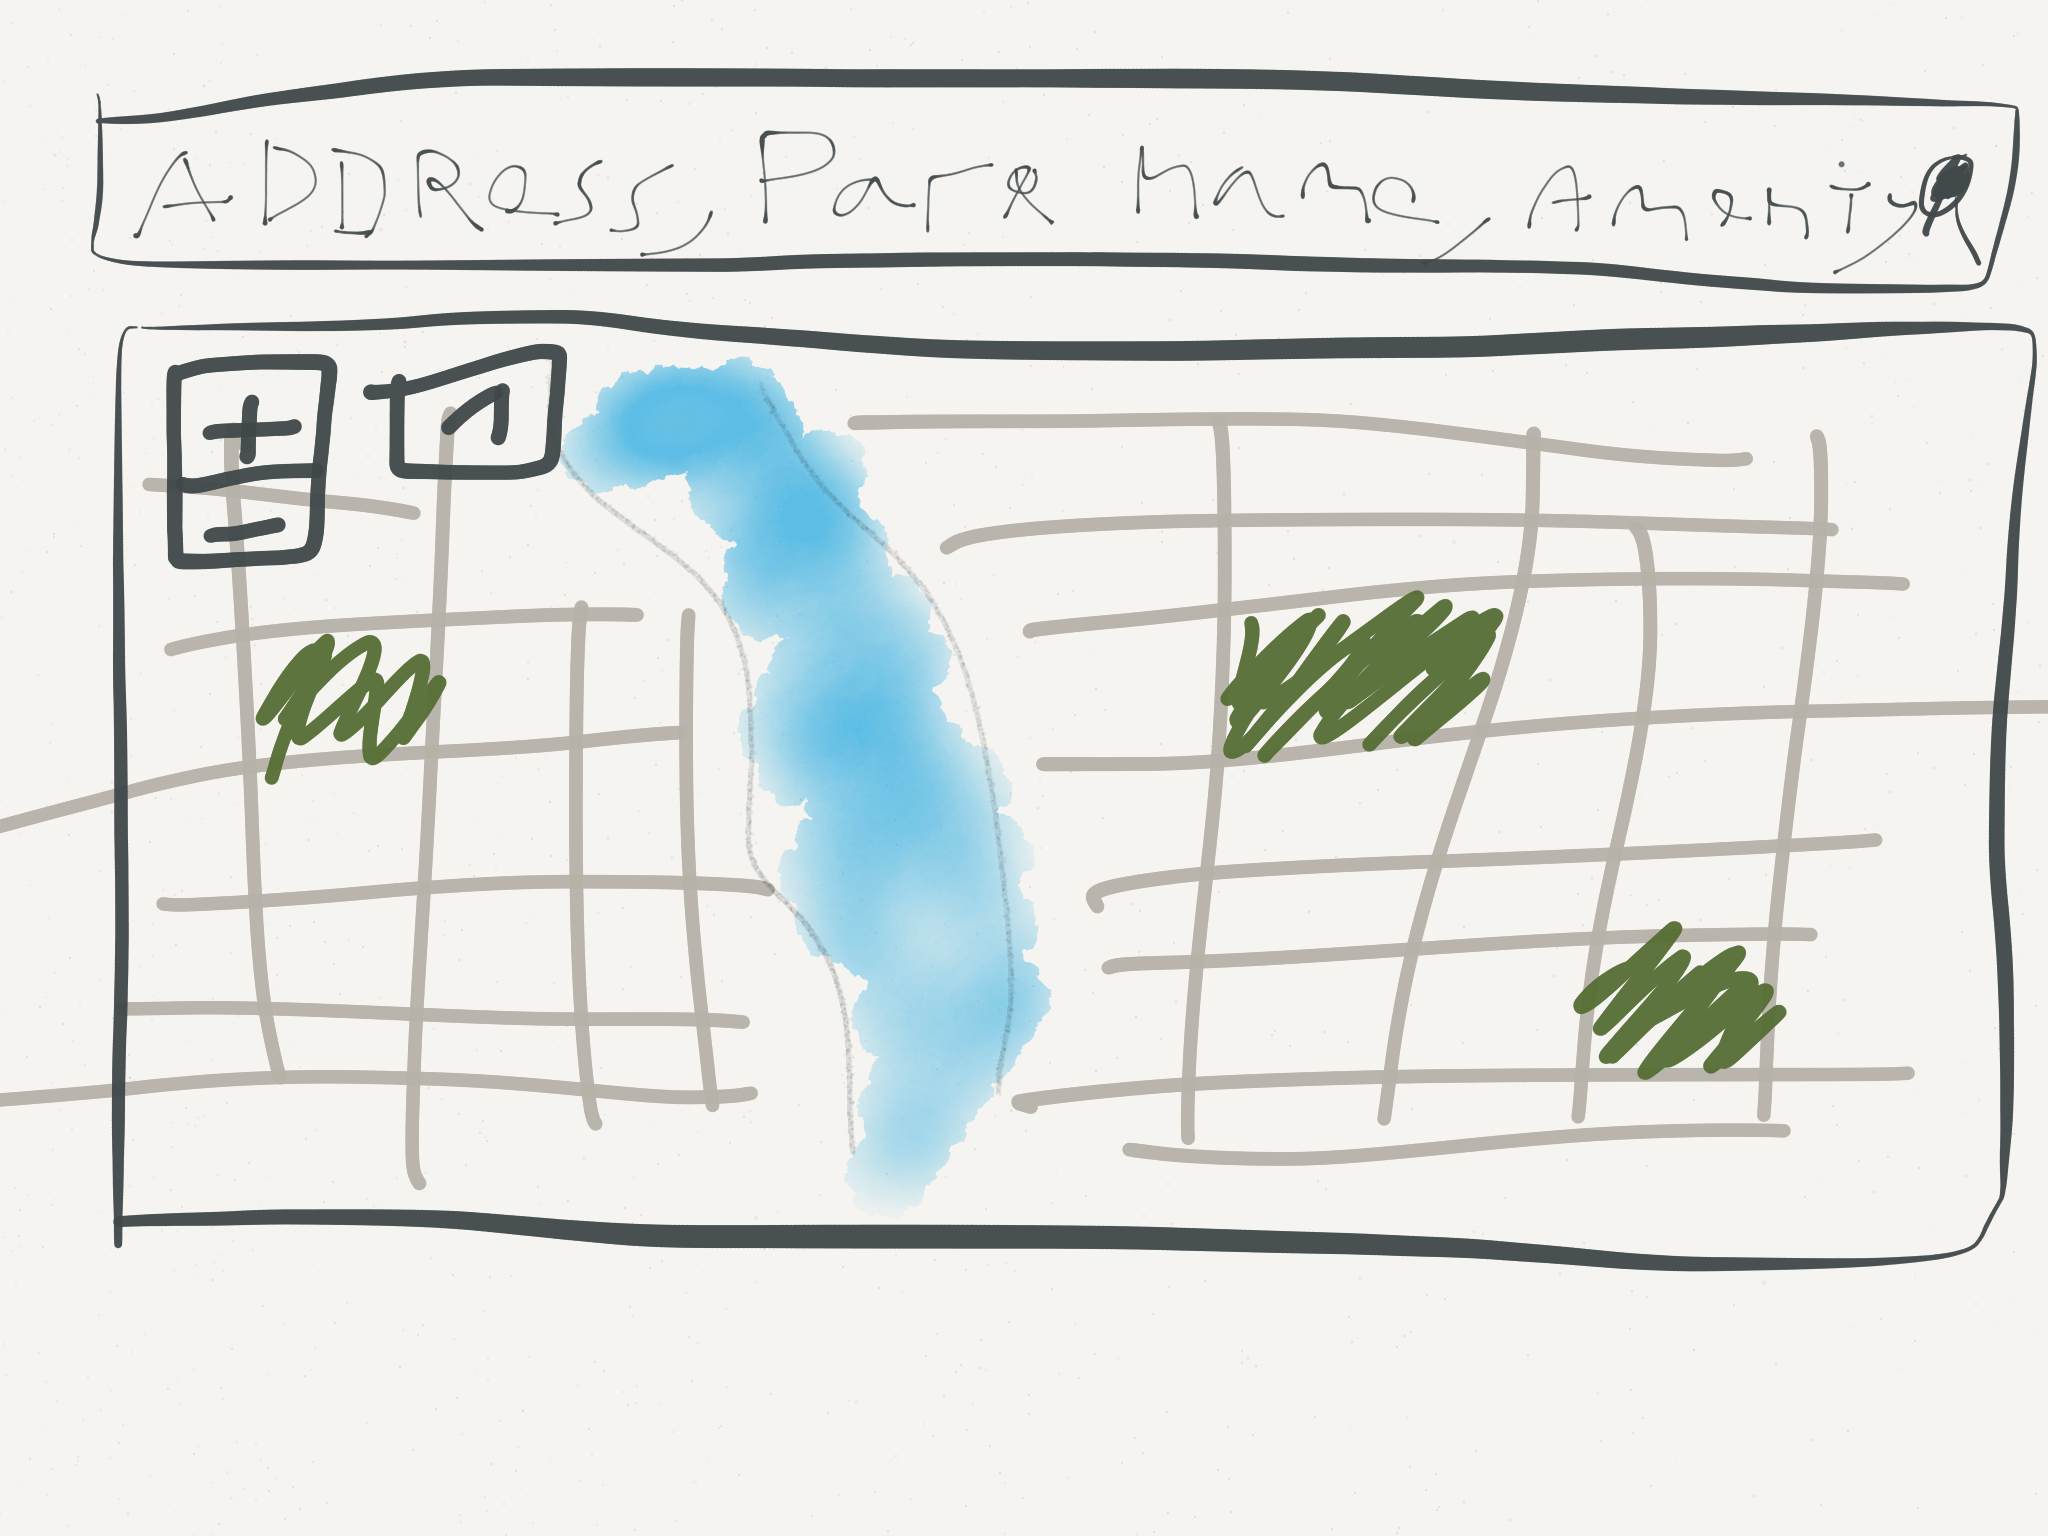 ADDRess, Park name, Amenity
+
-